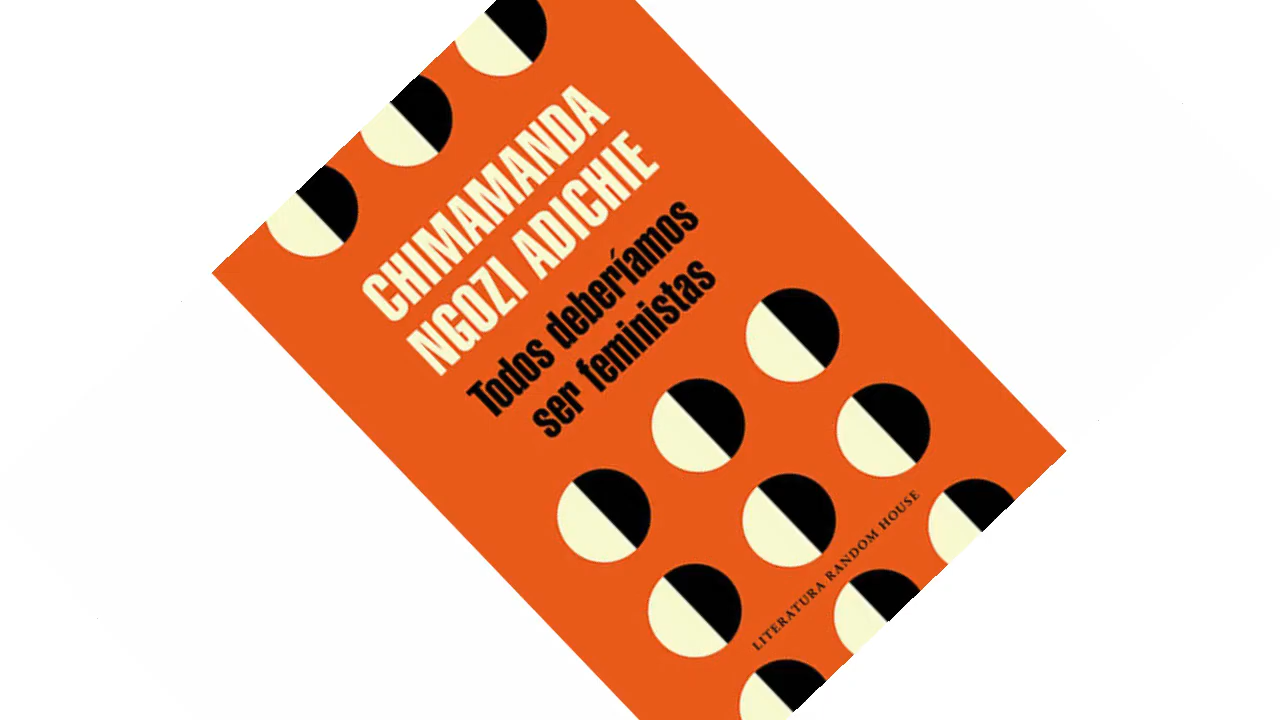 CHIMAMANDA
NGOZI ADICHIE
Todos deberíamos
ser feministas
LITERATURA RANDOM HOUSE